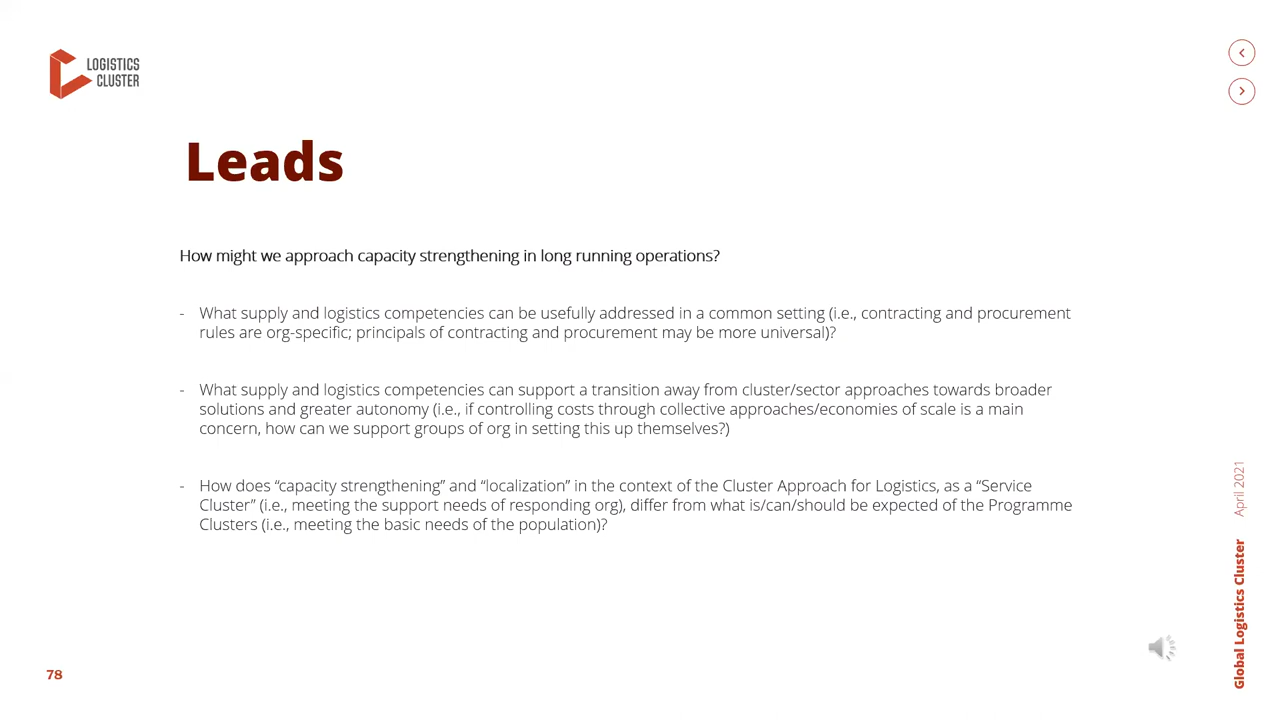 LOGISTICS
CLUSTER
Leads
How might we approach capacity strengthening in long running operations?
- What supply and logistics competencies can be usefully addressed in a common setting (i.e., contracting and procurement
rules are org-specific; principals of contracting and procurement may be more universal)?
- What supply and logistics competencies can support a transition away from cluster/sector approaches towards broader
solutions and greater autonomy (i.e., if controlling costs through collective approaches/economies of scale is a main
concern, how can we support groups of org in setting this up themselves?)
- How does “capacity strengthening” and “localization” in the context of the Cluster Approach for Logistics, as a “Service
Cluster” (i.e., meeting the support needs of responding org), differ from what is/can/should be expected of the Programme
Clusters (i.e., meeting the basic needs of the population)?
Global Logistics Cluster April 2021
78